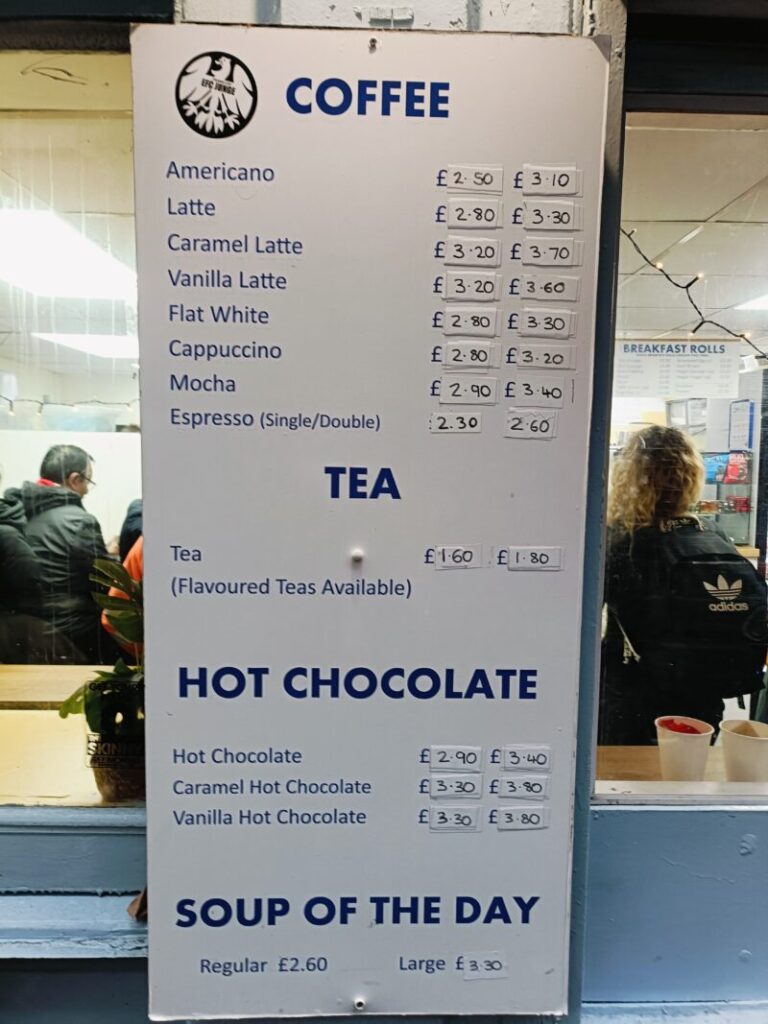 EFC JUNGE
COFFEE
Americano £2.50 £3.10
Latte £2.80 £3.30
Caramel Latte £3.20 £3.70
Vanilla Latte £3.20 £3.60
Flat White £2.80 £3.30
Cappuccino £2.80 £3.20
Mocha £2.90 £3.40
Espresso (Single/Double) 2.30 2.60
TEA
Tea £1.60 £1.80
(Flavoured Teas Available)
HOT CHOCOLATE
Hot Chocolate £2.90 £3.40
Caramel Hot Chocolate £3.30 £3.80
Vanilla Hot Chocolate £3.30 £3.80
SOUP OF THE DAY
Regular £2.60 Large £3.30
BREAKFAST ROLLS
adidas
SKINNY